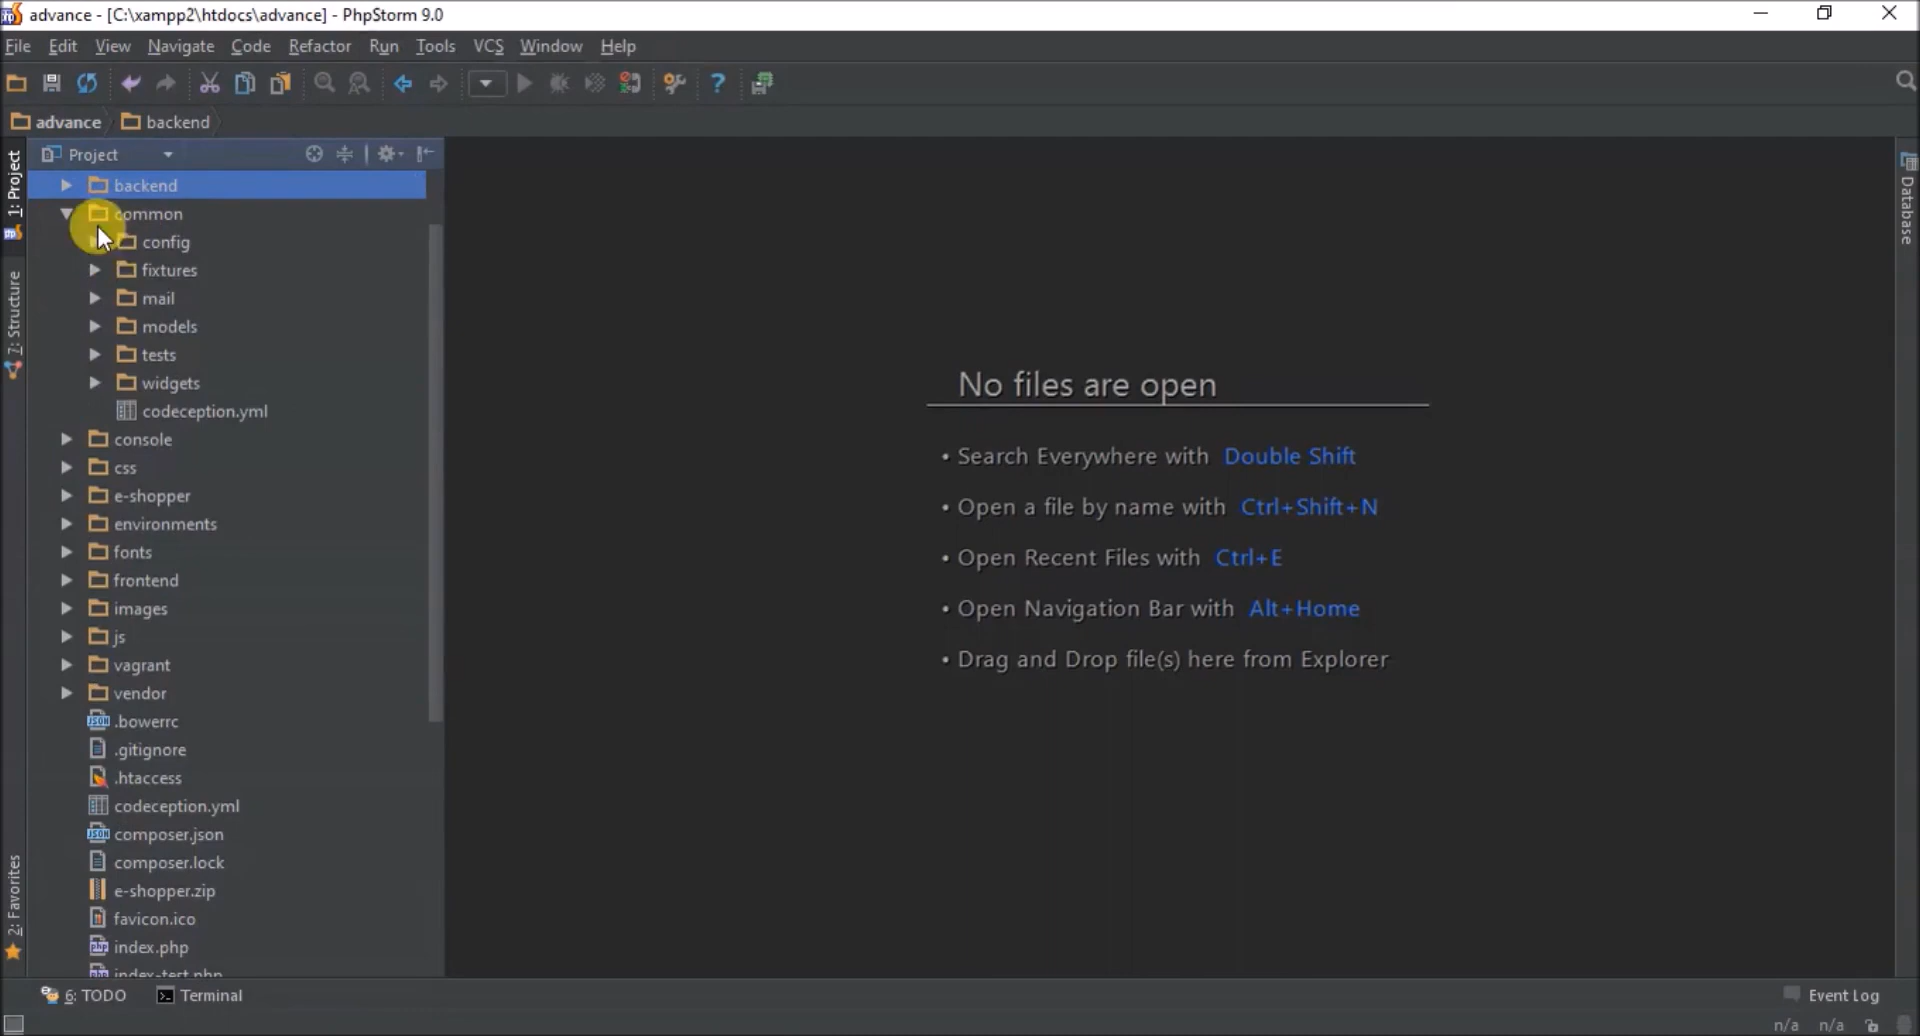 advance - [C:\xampp2\htdocs\advance] - PhpStorm 9.0
File Edit View Navigate Code Refactor Run Tools VCS Window Help
advance backend
1: Project
7: Structure
2: Favorites
Project
backend
common
config
fixtures
mail
models
tests
widgets
codeception.yml
console
css
e-shopper
environments
fonts
frontend
images
js
vagrant
vendor
.bowerrc
.gitignore
.htaccess
codeception.yml
composer.json
composer.lock
e-shopper.zip
favicon.ico
index.php
index-test.php
No files are open
• Search Everywhere with Double Shift
• Open a file by name with Ctrl+Shift+N
• Open Recent Files with Ctrl+E
• Open Navigation Bar with Alt+Home
• Drag and Drop file(s) here from Explorer
Database
6: TODO Terminal Event Log
n/a n/a